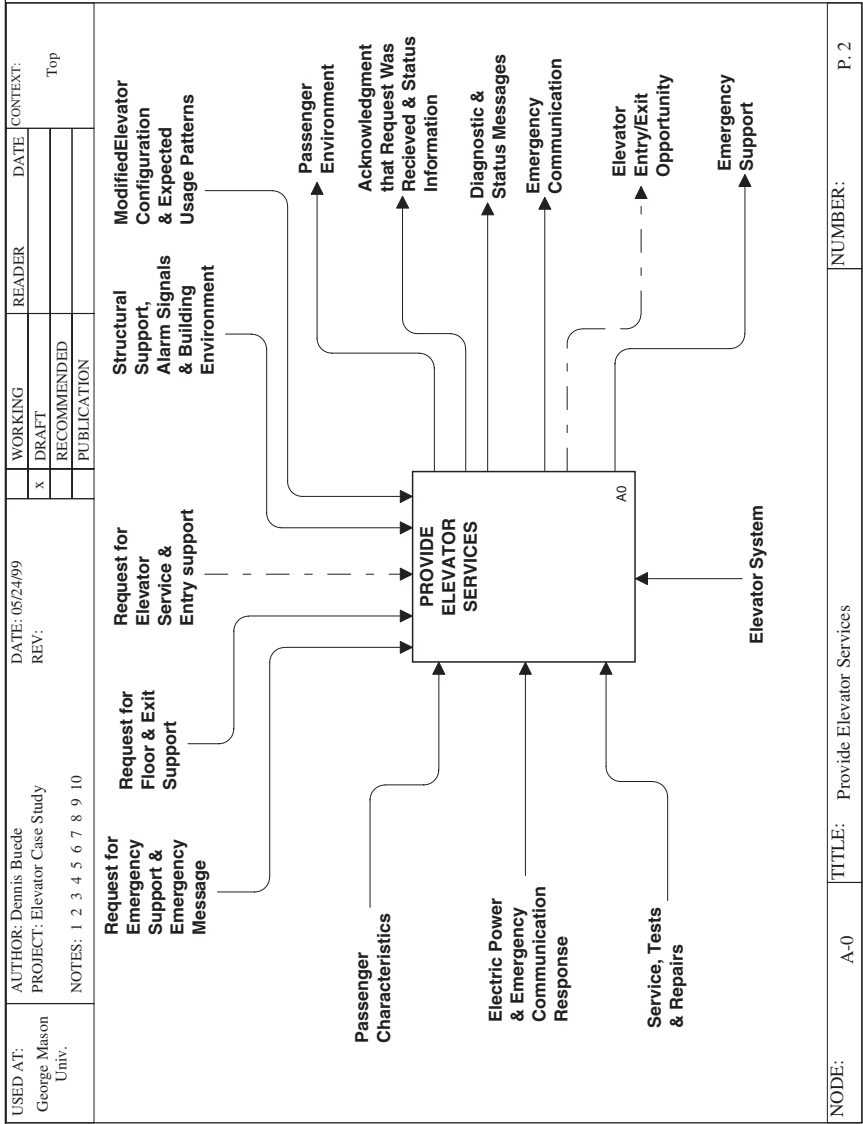 USED AT:
George Mason
Univ.
AUTHOR: Dennis Buede
PROJECT: Elevator Case Study
NOTES: 1 2 3 4 5 6 7 8 9 10
DATE: 05/24/99
REV:
WORKING
x DRAFT
RECOMMENDED
PUBLICATION
READER DATE
CONTEXT:
Top
Request for
Emergency
Support &
Emergency
Message
Request for
Floor & Exit
Support
Request for
Elevator
Service &
Entry support
Structural
Support,
Alarm Signals
& Building
Environment
ModifiedElevator
Configuration
& Expected
Usage Patterns
Passenger
Characteristics
Electric Power
& Emergency
Communication
Response
Service, Tests
& Repairs
PROVIDE
ELEVATOR
SERVICES
A0
Elevator System
Passenger
Environment
Acknowledgment
that Request Was
Recieved & Status
Information
Diagnostic &
Status Messages
Emergency
Communication
Elevator
Entry/Exit
Opportunity
Emergency
Support
NODE: A-0
TITLE: Provide Elevator Services
NUMBER: P. 2